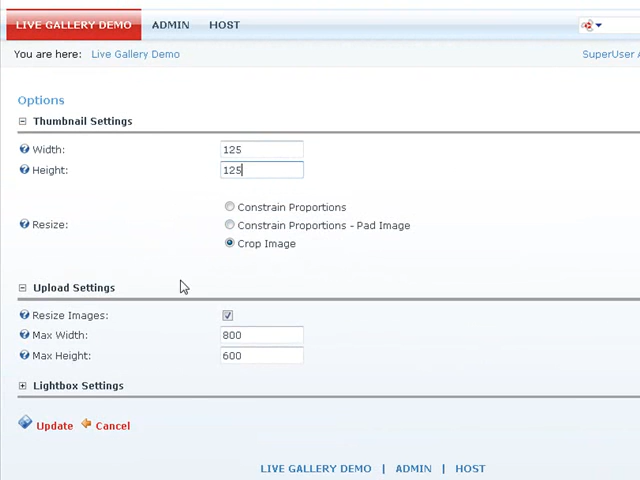 LIVE GALLERY DEMO ADMIN HOST
You are here: Live Gallery Demo SuperUser
Options
Thumbnail Settings
Width: 125
Height: 125
Constrain Proportions
Resize: Constrain Proportions - Pad Image
Crop Image
Upload Settings
Resize Images:
Max Width: 800
Max Height: 600
Lightbox Settings
Update Cancel
LIVE GALLERY DEMO | ADMIN | HOST